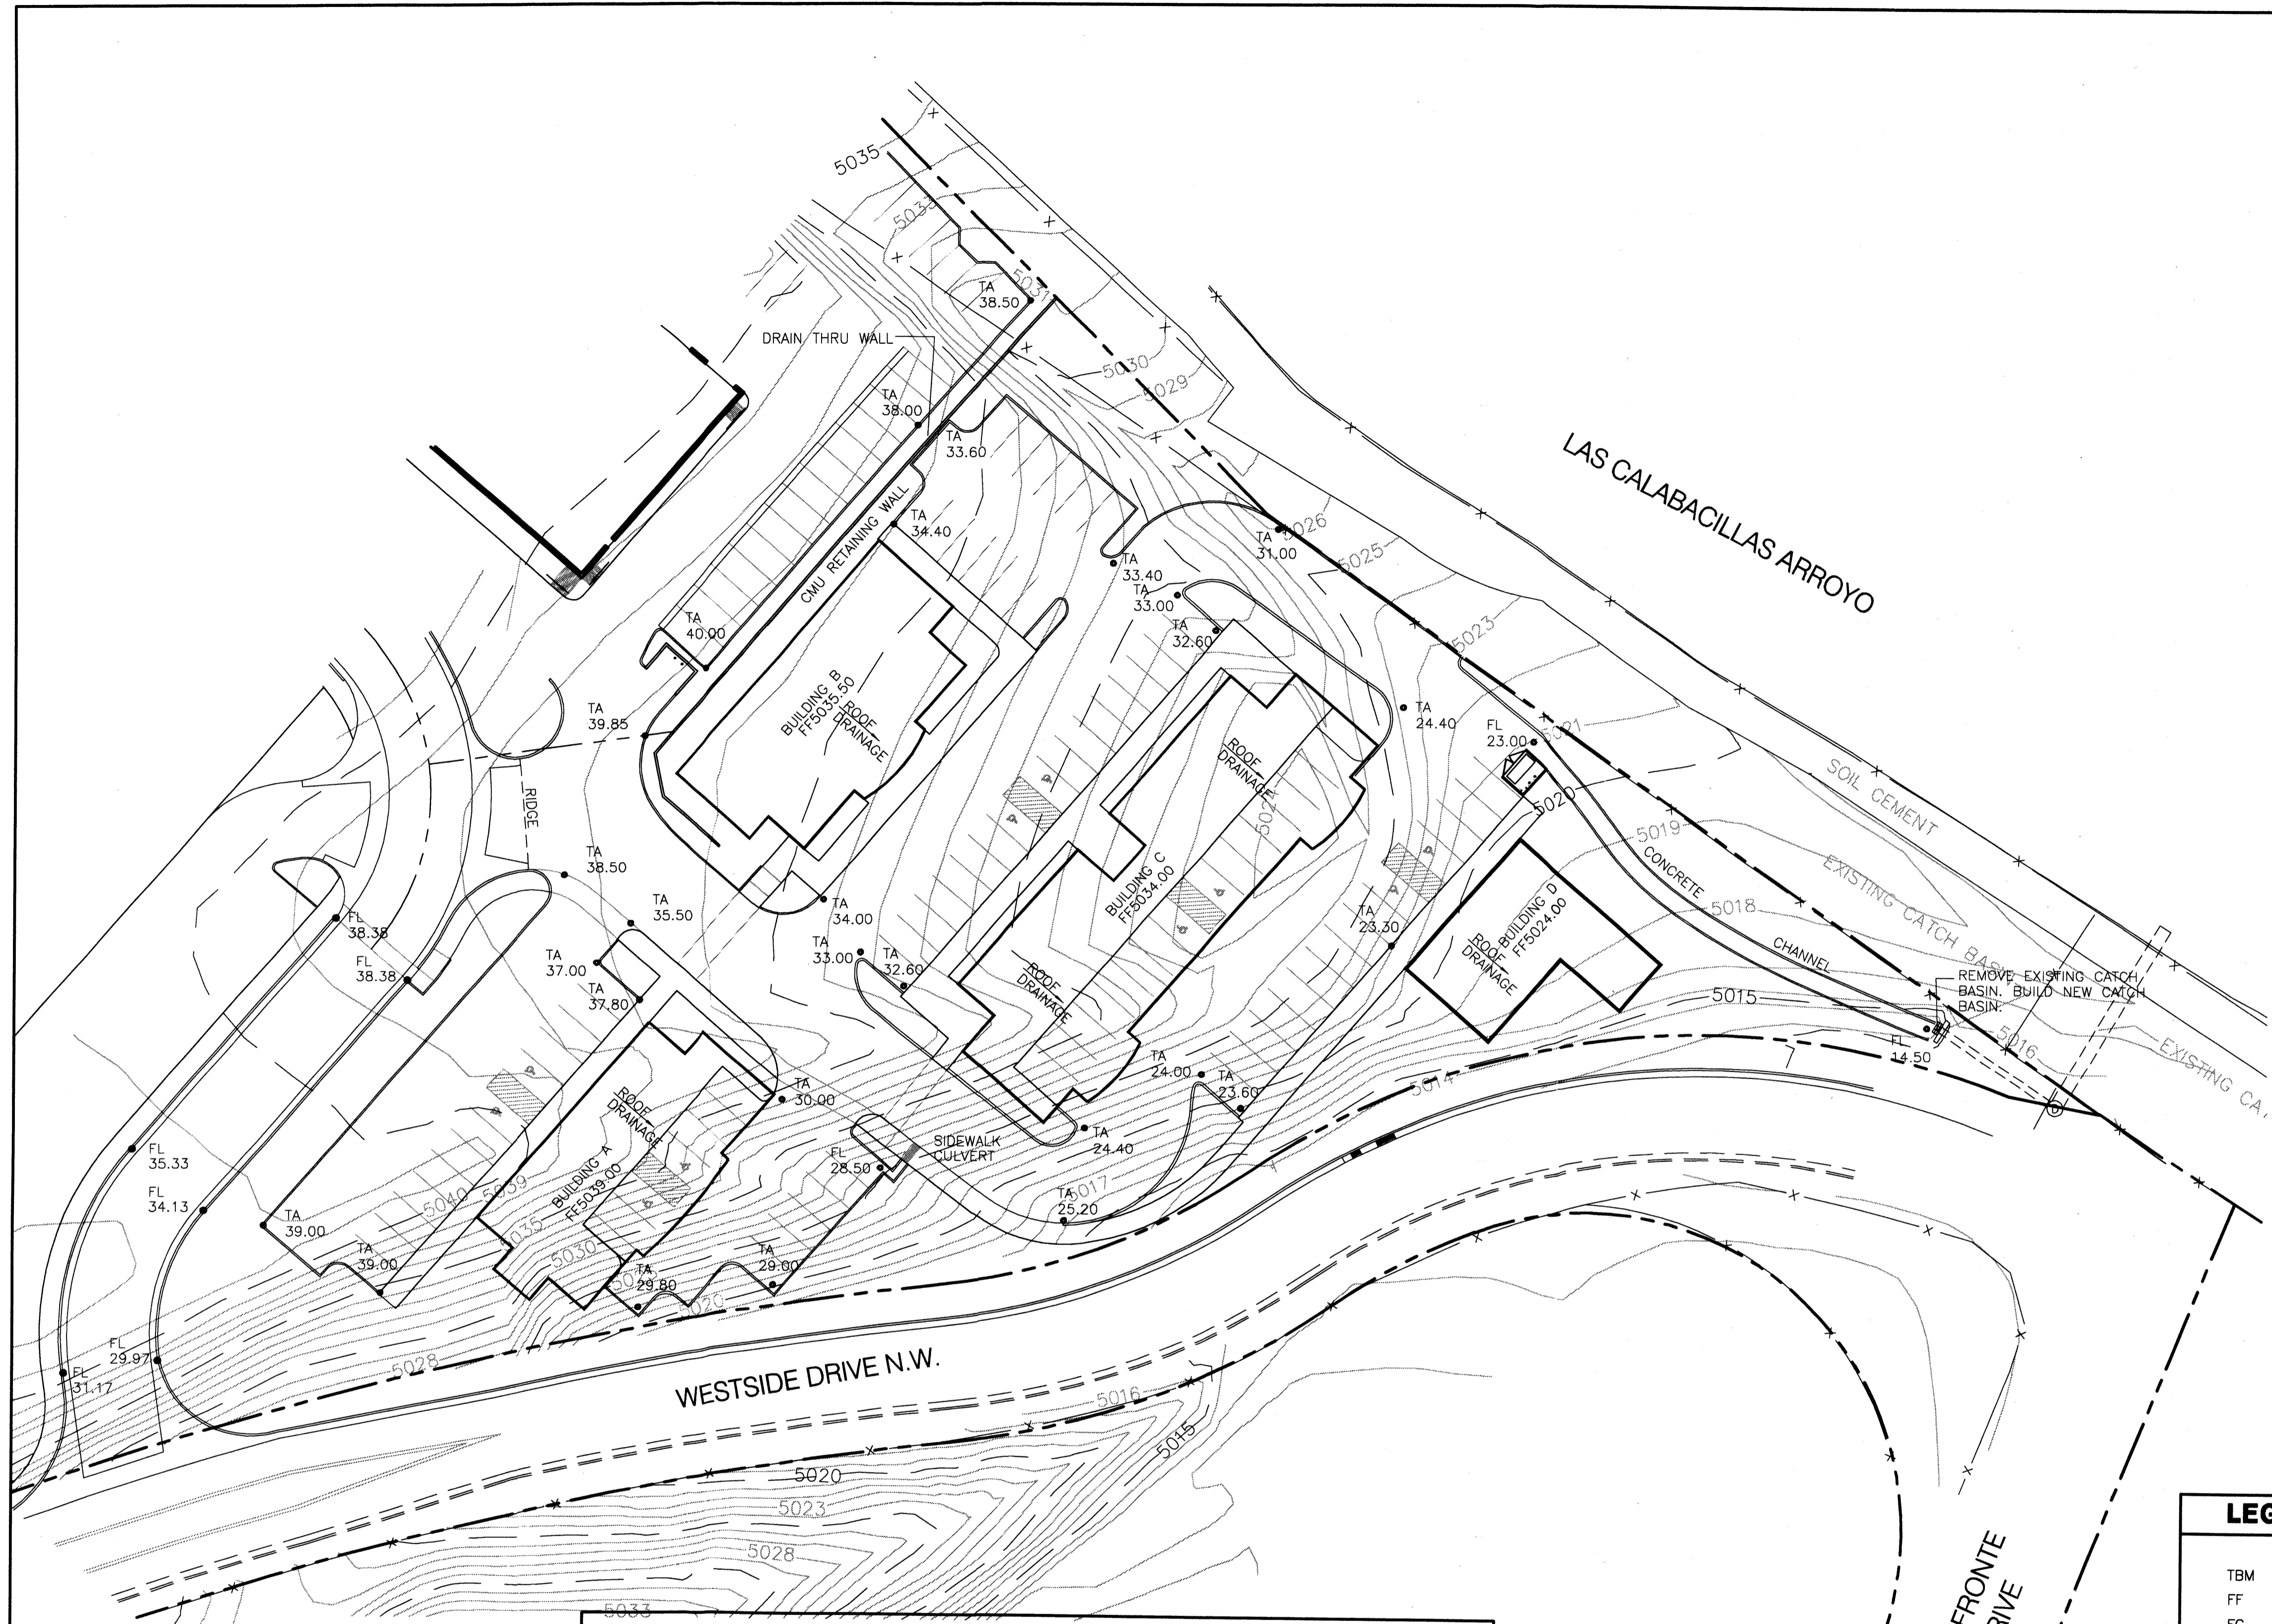 5035
5033
5031
TA
38.50
DRAIN THRU WALL
5030
5029
TA
38.00
TA
33.60
LAS CALABACILLAS ARROYO
CMU RETAINING WALL
TA
34.40
5026
TA
31.00
5025
TA
33.40
TA
33.00
TA
32.60
5023
TA
40.00
BUILDING B
FF5035.50
ROOF
DRAINAGE
TA
39.85
TA
24.40
FL
23.00
5021
ROOF
DRAINAGE
SOIL CEMENT
RIDGE
5020
5019
CONCRETE
CHANNEL
EXISTING CATCH
TA
38.50
TA
35.50
TA
34.00
BUILDING C
FF5034.00
TA
23.30
BUILDING D
FF5024.00
ROOF
DRAINAGE
5018
FL
38.38
FL
38.38
TA
37.00
TA
37.80
TA
33.00
TA
32.60
ROOF
DRAINAGE
5015
REMOVE EXISTING CATCH
BASIN. BUILD NEW CATCH
BASIN.
FL
14.50
5016
EXISTING CA
TA
24.00
TA
23.60
5014
ROOF
DRAINAGE
BUILDING A
FF5039.00
TA
30.00
FL
28.50
SIDEWALK
CULVERT
TA
24.40
TA
25.20
5017
FL
35.33
FL
34.13
TA
39.00
TA
39.00
5040
5039
5035
5030
TA
29.80
TA
29.00
5020
FL
29.97
FL
31.17
5028
WESTSIDE DRIVE N.W.
5016
5015
5020
5023
5028
5033
LEG
TBM
FF
FRONTE